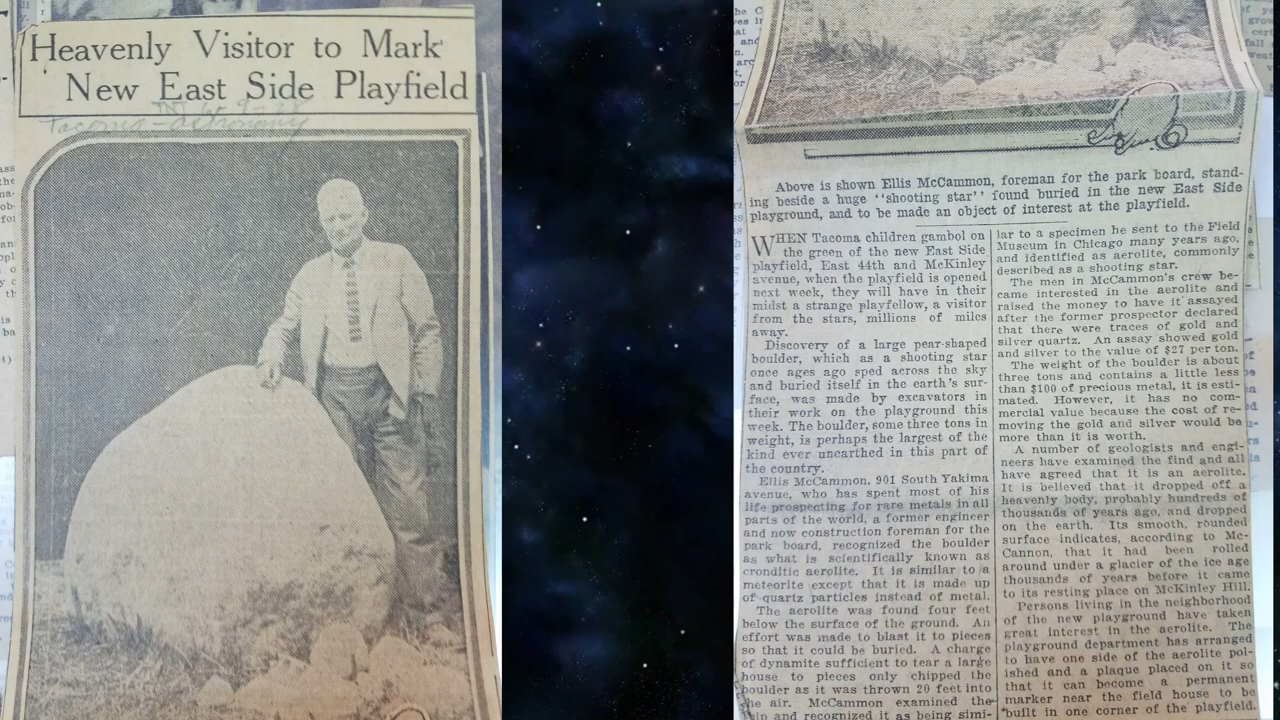 Heavenly Visitor to Mark
New East Side Playfield
Tacoma - astronomy
Above is shown Ellis McCammon, foreman for the park board, stand-
ing beside a huge "shooting star" found buried in the new East Side
playground, and to be made an object of interest at the playfield.
WHEN Tacoma children gambol on
the green of the new East Side
playfield, East 44th and McKinley
avenue, when the playfield is opened
next week, they will have in their
midst a strange playfellow, a visitor
from the stars, millions of miles
away.
Discovery of a large pear-shaped
boulder, which as a shooting star
once ages ago sped across the sky
and buried itself in the earth's sur-
face, was made by excavators in
their work on the playground this
week. The boulder, some three tons in
weight, is perhaps the largest of the
kind ever unearthed in this part of
the country.
Ellis McCammon, 901 South Yakima
avenue, who has spent most of his
life prospecting for rare metals in all
parts of the world, a former engineer
and now construction foreman for the
park board, recognized the boulder
as what is scientifically known as
cronditic aerolite. It is similar to a
meteorite except that it is made up
of quartz particles instead of metal.
The aerolite was found four feet
below the surface of the ground. An
effort was made to blast it to pieces
so that it could be buried. A charge
of dynamite sufficient to tear a large
house to pieces only chipped the
boulder as it was thrown 20 feet into
the air. McCammon examined the
chip and recognized it as being simi-
lar to a specimen he sent to the Field
Museum in Chicago many years ago,
and identified as aerolite, commonly
described as a shooting star.
The men in McCammon's crew be-
came interested in the aerolite and
raised the money to have it assayed
after the former prospector declared
that there were traces of gold and
silver quartz. An assay showed gold
and silver to the value of $27 per ton.
The weight of the boulder is about
three tons and contains a little less
than $100 of precious metal, it is esti-
mated. However, it has no com-
mercial value because the cost of re-
moving the gold and silver would be
more than it is worth.
A number of geologists and engi-
neers have examined the find and all
have agreed that it is an aerolite.
It is believed that it dropped off a
heavenly body, probably hundreds of
thousands of years ago, and dropped
on the earth. Its smooth, rounded
surface indicates, according to Mc-
Cannon, that it had been rolled
around under a glacier of the ice age
thousands of years before it came
to its resting place on McKinley Hill.
Persons living in the neighborhood
of the new playground have taken
great interest in the aerolite. The
playground department has arranged
to have one side of the aerolite pol-
ished and a plaque placed on it so
that it can become a permanent
marker near the field house to be
built in one corner of the playfield.